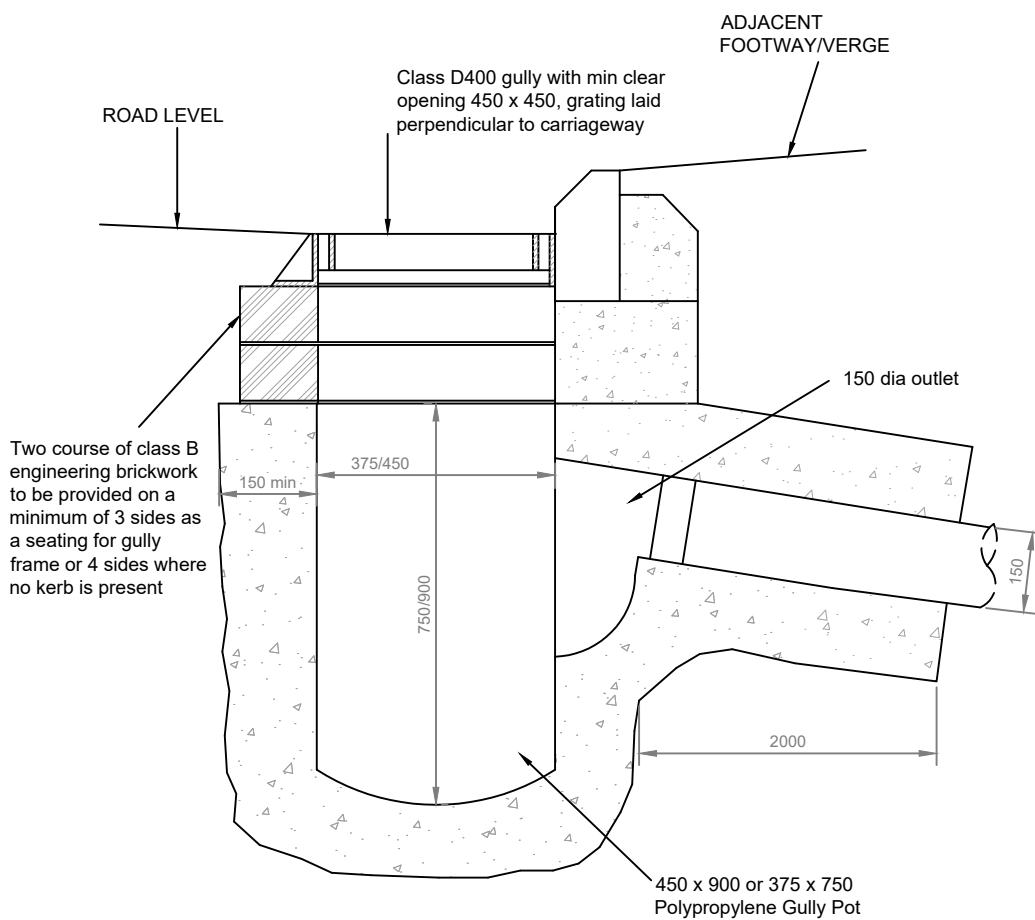 ADJACENT
FOOTWAY/VERGE
Class D400 gully with min clear
opening 450 x 450, grating laid
perpendicular to carriageway
ROAD LEVEL
150 dia outlet
Two course of class B
engineering brickwork
to be provided on a
minimum of 3 sides as
a seating for gully
frame or 4 sides where
no kerb is present
375/450
150 min
750/900
150
2000
450 x 900 or 375 x 750
Polypropylene Gully Pot